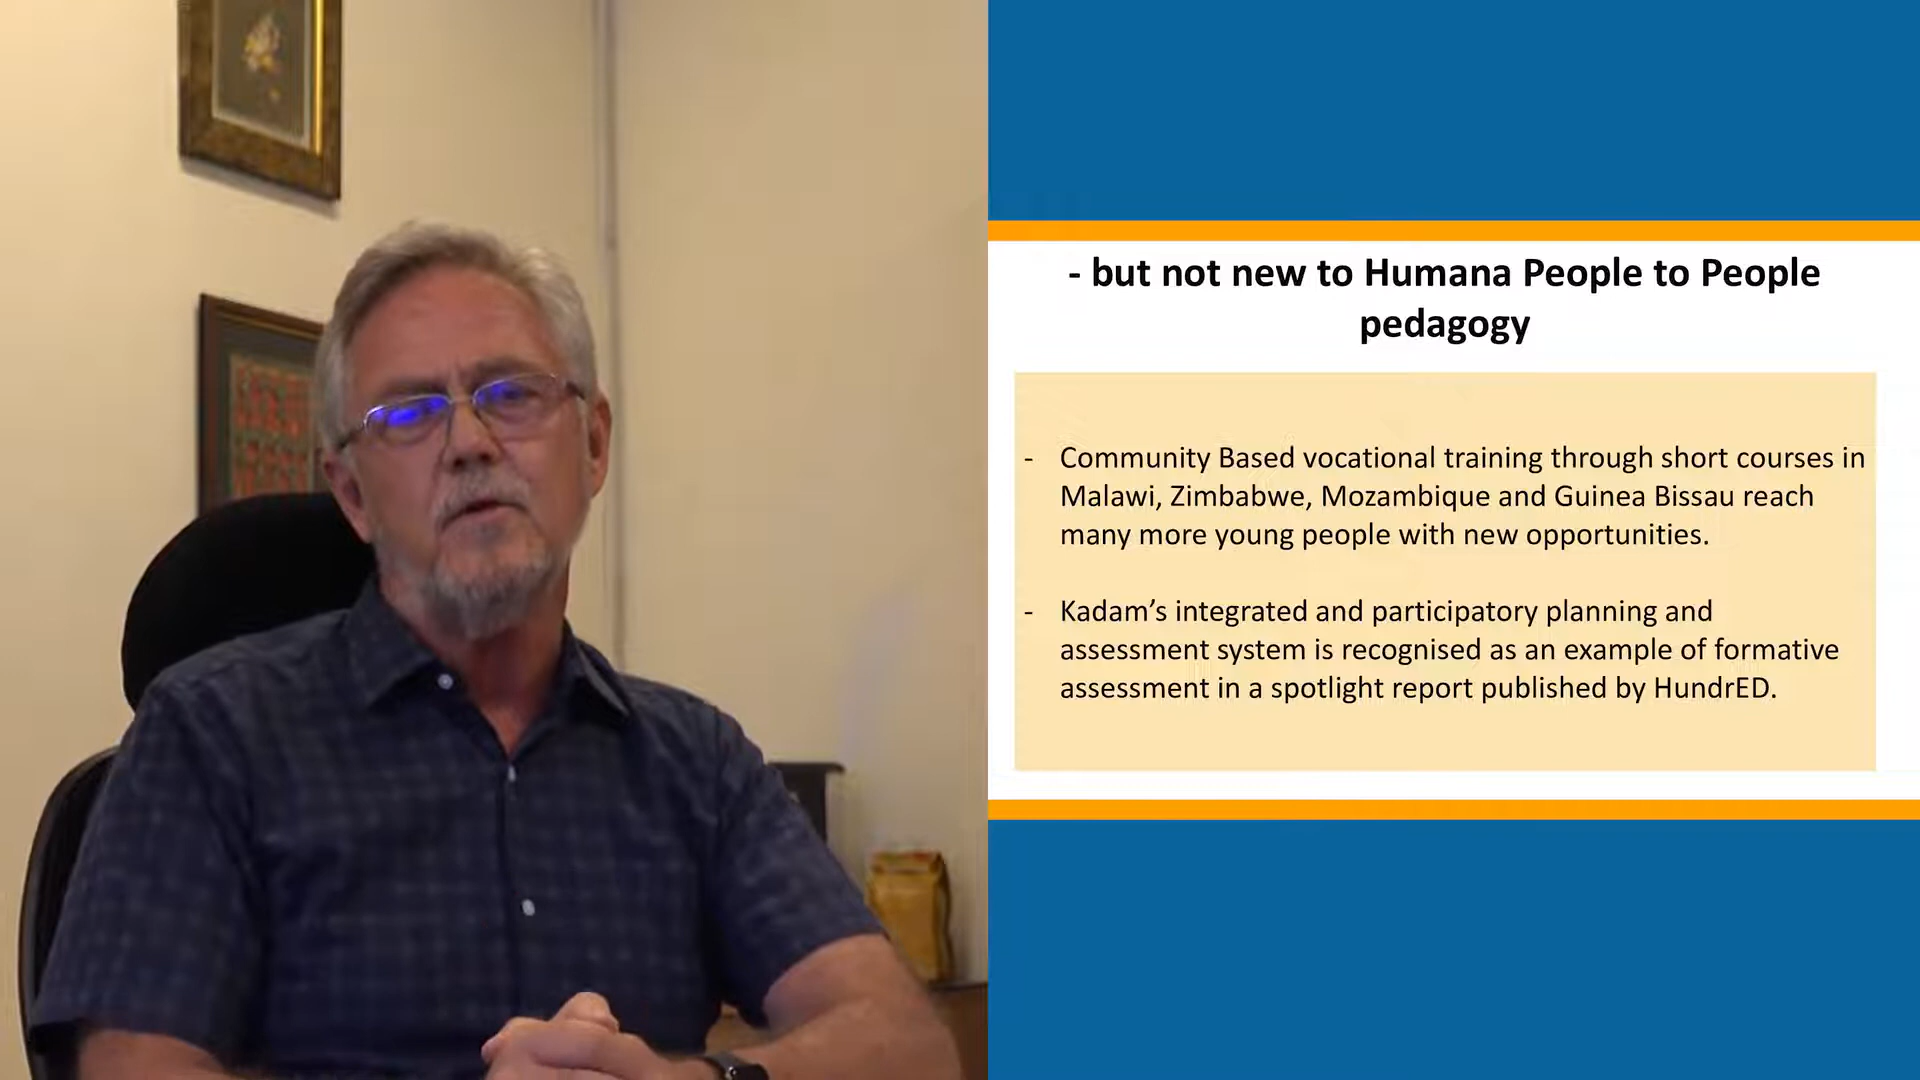 - but not new to Humana People to People
pedagogy
- Community Based vocational training through short courses in
Malawi, Zimbabwe, Mozambique and Guinea Bissau reach
many more young people with new opportunities.
- Kadam’s integrated and participatory planning and
assessment system is recognised as an example of formative
assessment in a spotlight report published by HundrED.